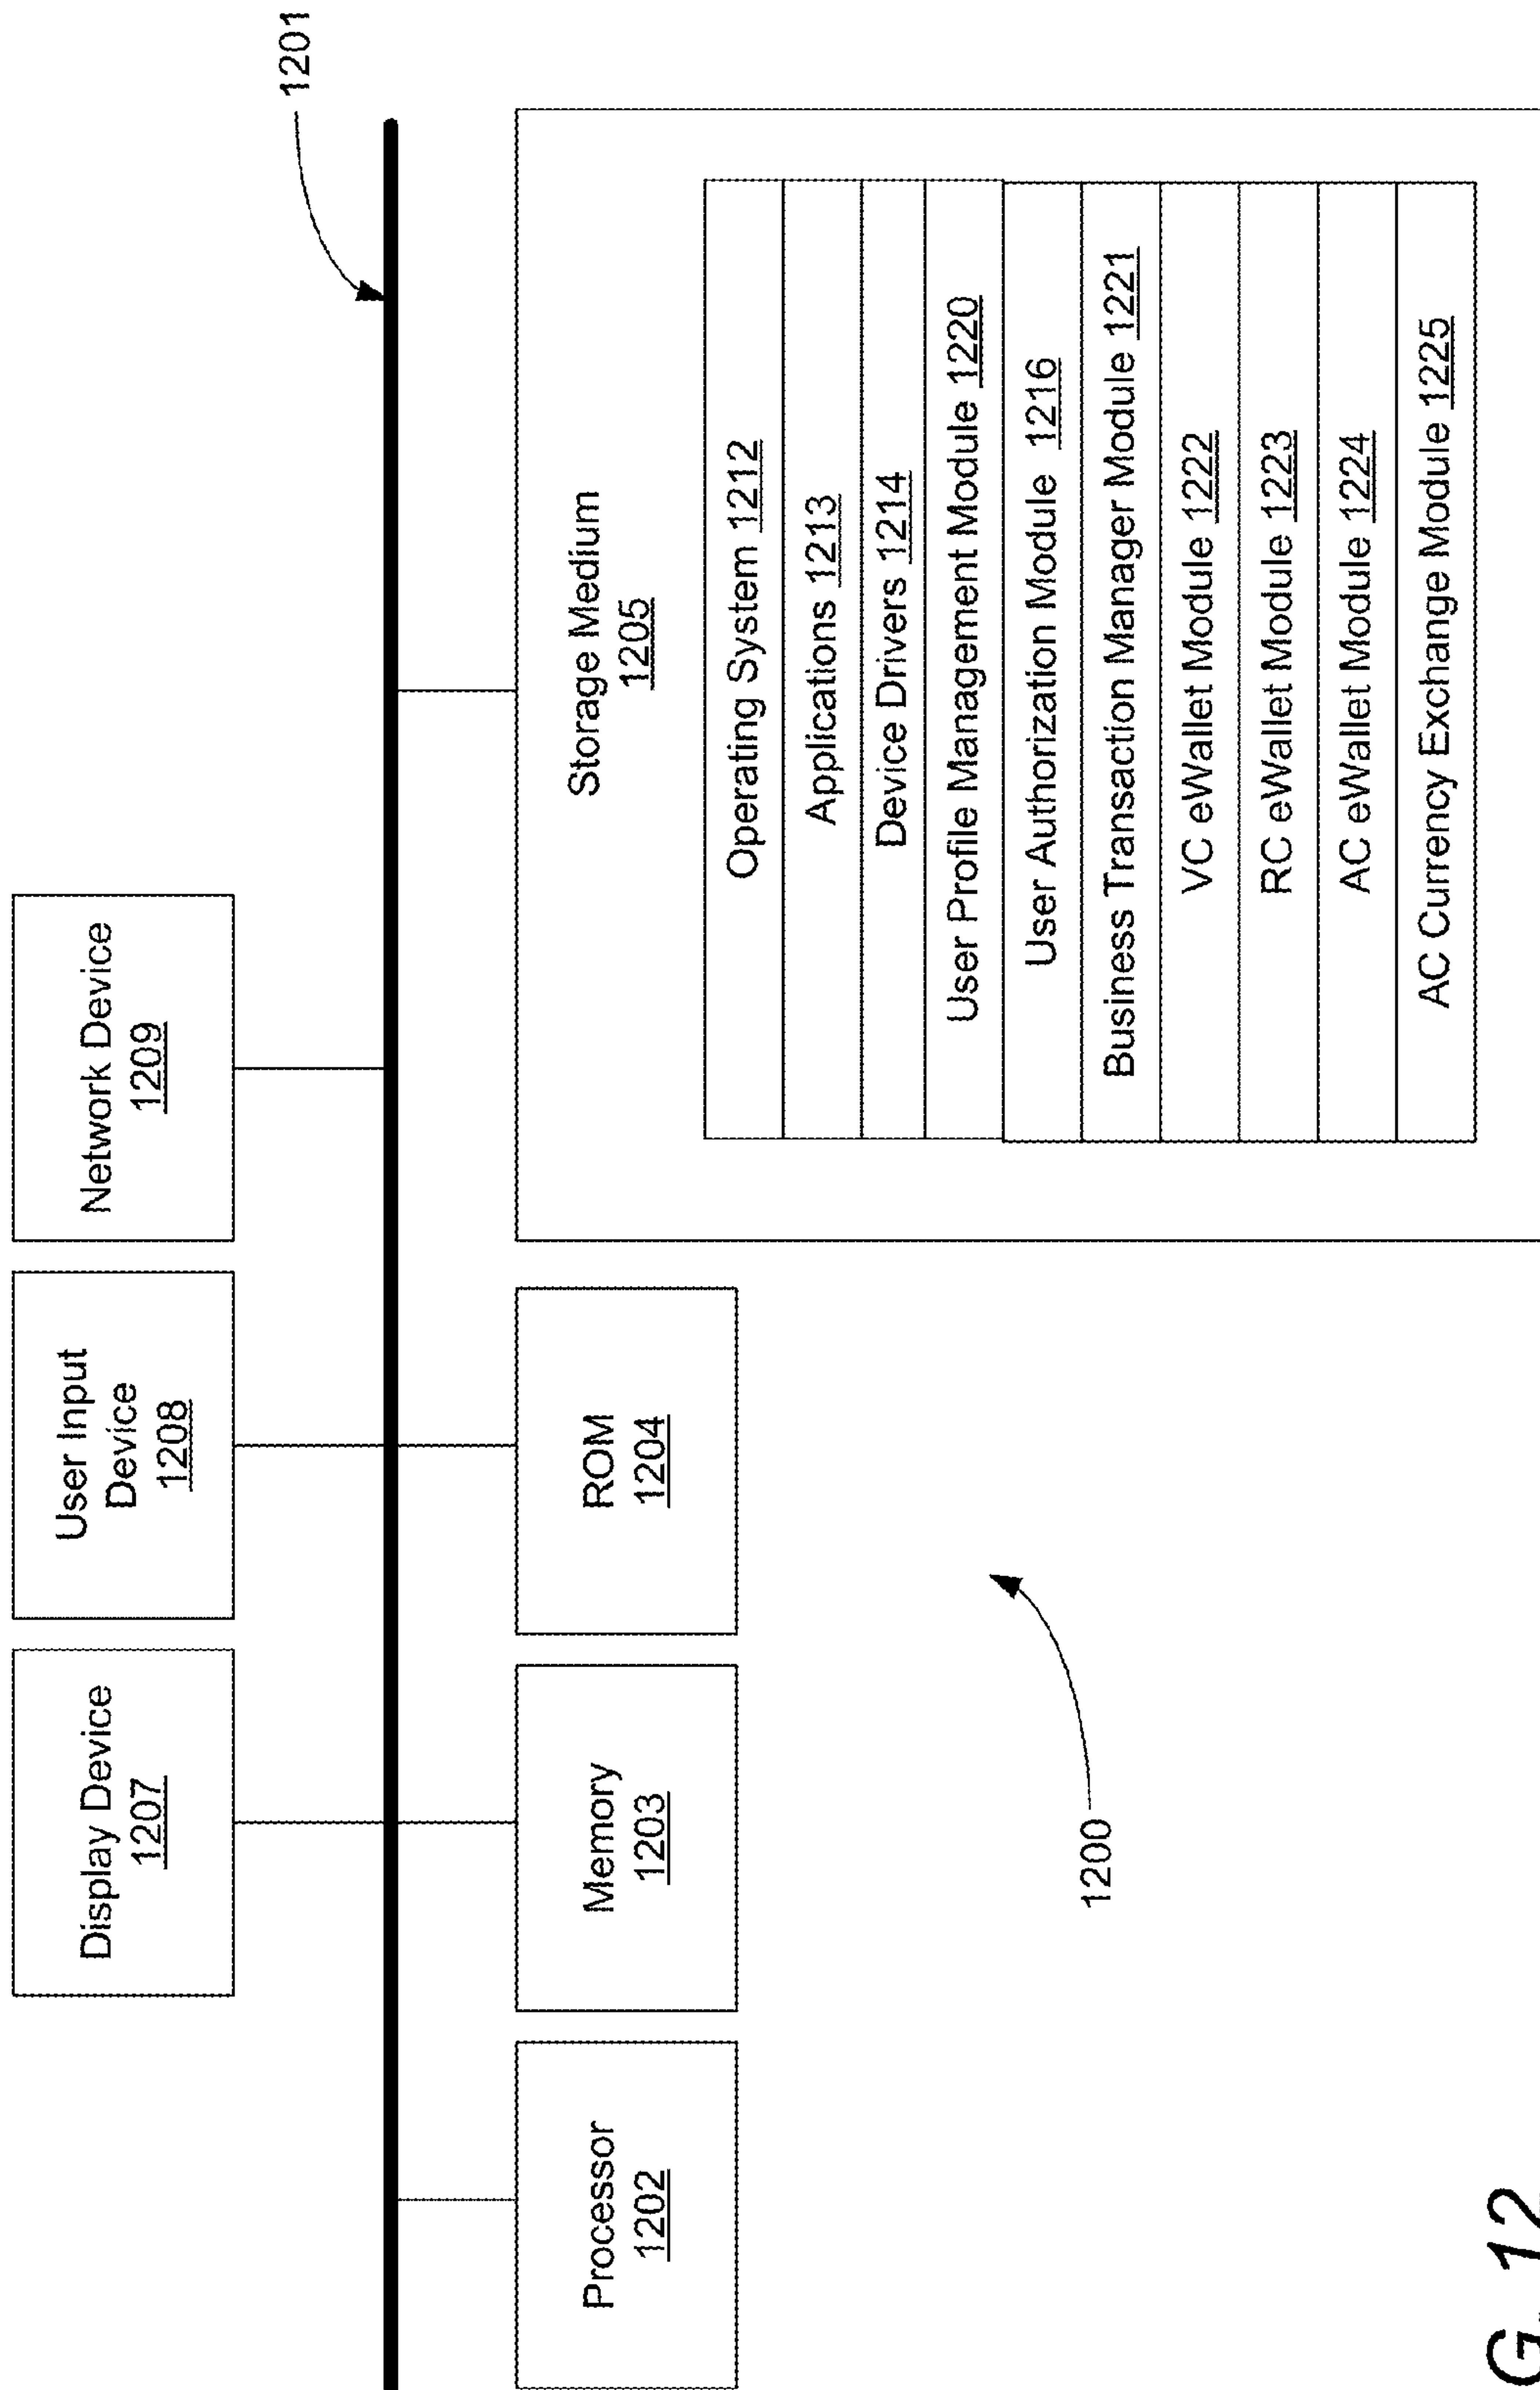 1201
Display Device
1207
User Input
Device
1208
Network Device
1209
Processor
1202
Memory
1203
ROM
1204
Storage Medium
1205
Operating System 1212
Applications 1213
Device Drivers 1214
User Profile Management Module 1220
User Authorization Module 1216
Business Transaction Manager Module 1221
VC eWallet Module 1222
RC eWallet Module 1223
AC eWallet Module 1224
AC Currency Exchange Module 1225
1200
G. 12